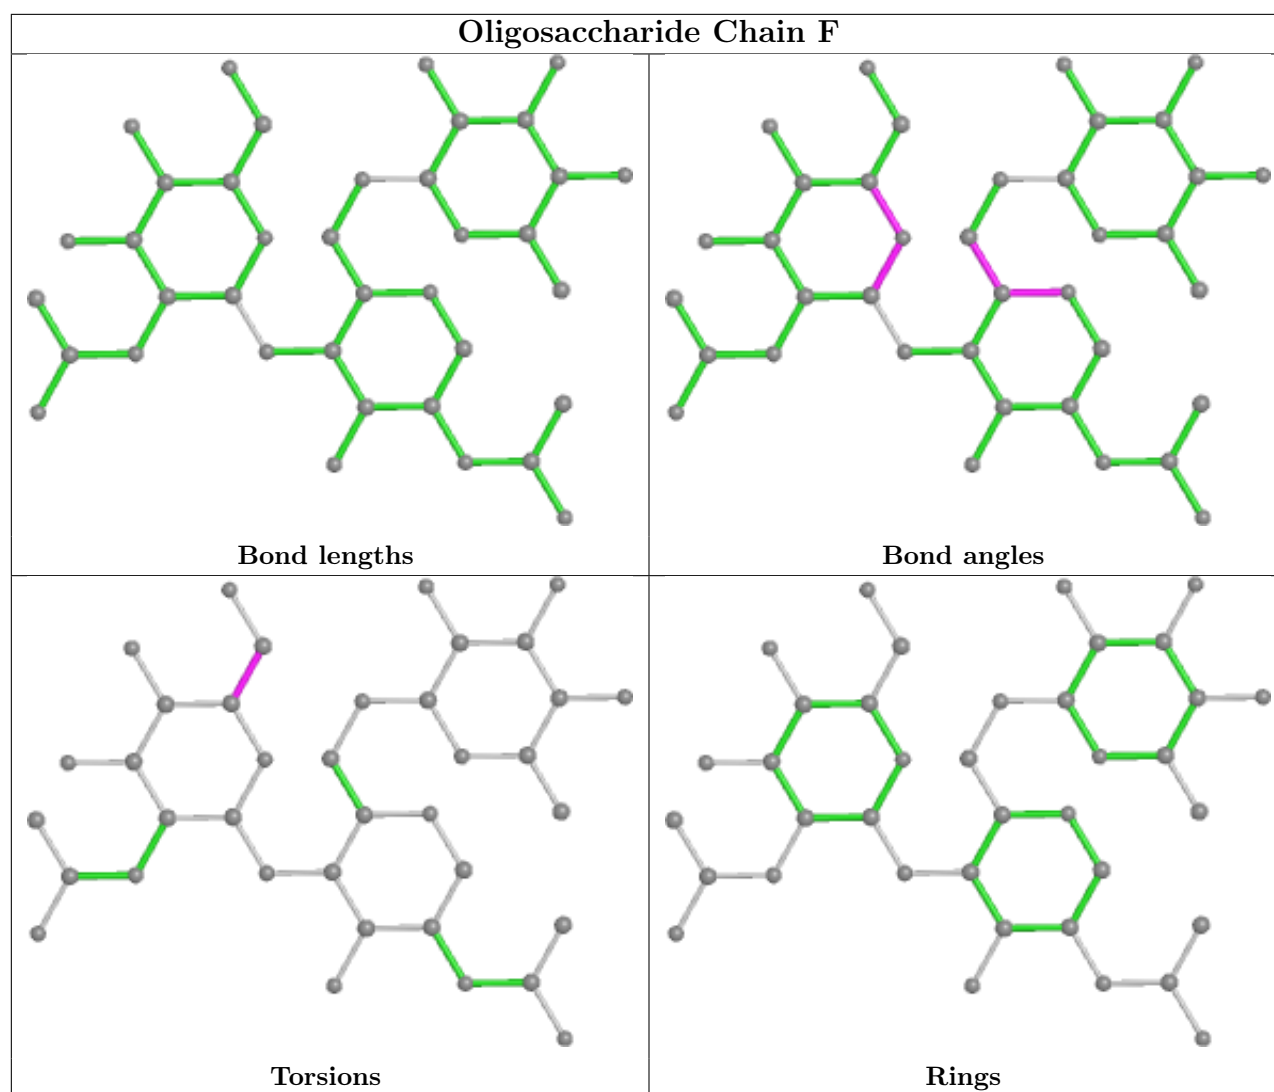 Oligosaccharide Chain F
Bond lengths
Bond angles
Torsions
Rings